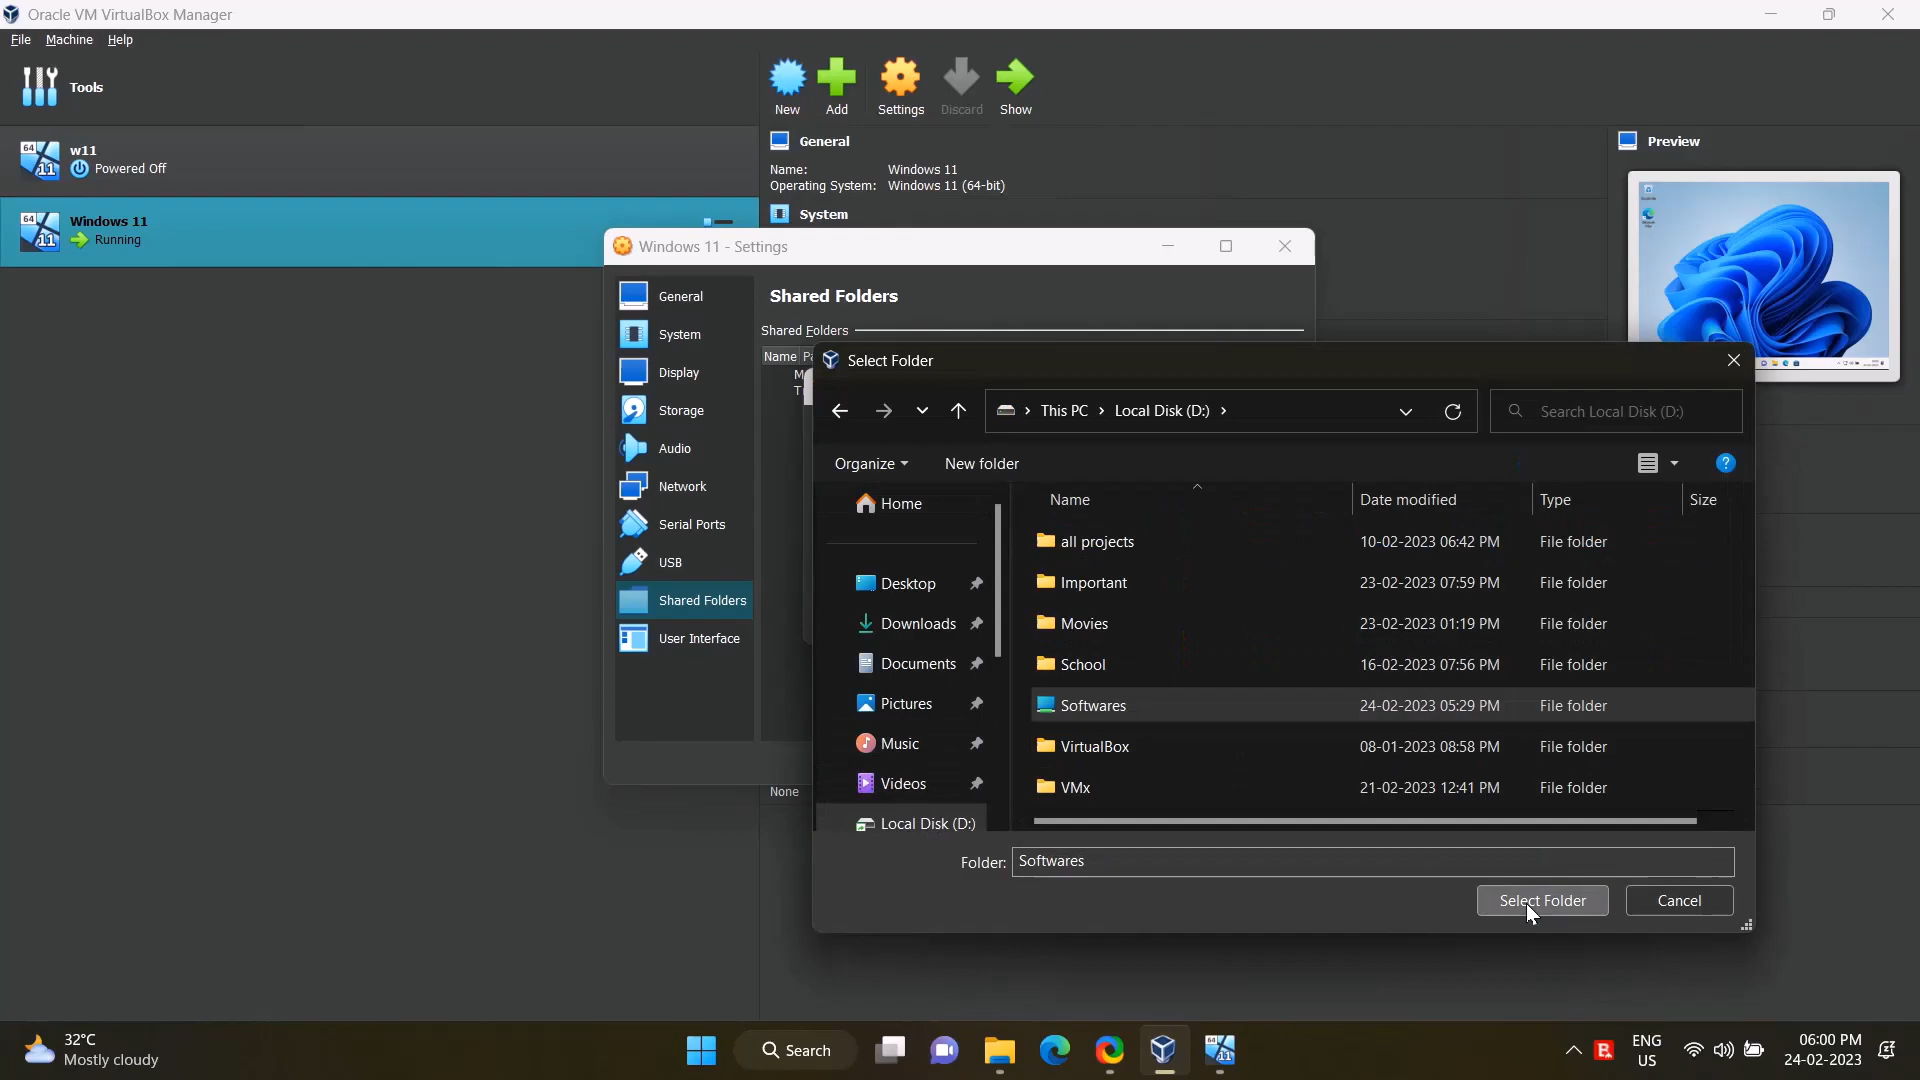 Oracle VM VirtualBox Manager
File Machine Help
Tools
New Add Settings Discard Show
w11
Powered Off
Windows 11
Running
General
Name: Windows 11
Operating System: Windows 11 (64-bit)
System
Preview
Windows 11 - Settings
General
System
Display
Storage
Audio
Network
Serial Ports
USB
Shared Folders
User Interface
Shared Folders
Shared Folders
Name
None
Select Folder
This PC › Local Disk (D:) ›
Search Local Disk (D:)
Organize New folder
Home
Desktop
Downloads
Documents
Pictures
Music
Videos
Local Disk (D:)
Name Date modified Type Size
all projects 10-02-2023 06:42 PM File folder
Important 23-02-2023 07:59 PM File folder
Movies 23-02-2023 01:19 PM File folder
School 16-02-2023 07:56 PM File folder
Softwares 24-02-2023 05:29 PM File folder
VirtualBox 08-01-2023 08:58 PM File folder
VMx 21-02-2023 12:41 PM File folder
Folder: Softwares
Select Folder Cancel
32°C
Mostly cloudy
Search
ENG
US
06:00 PM
24-02-2023